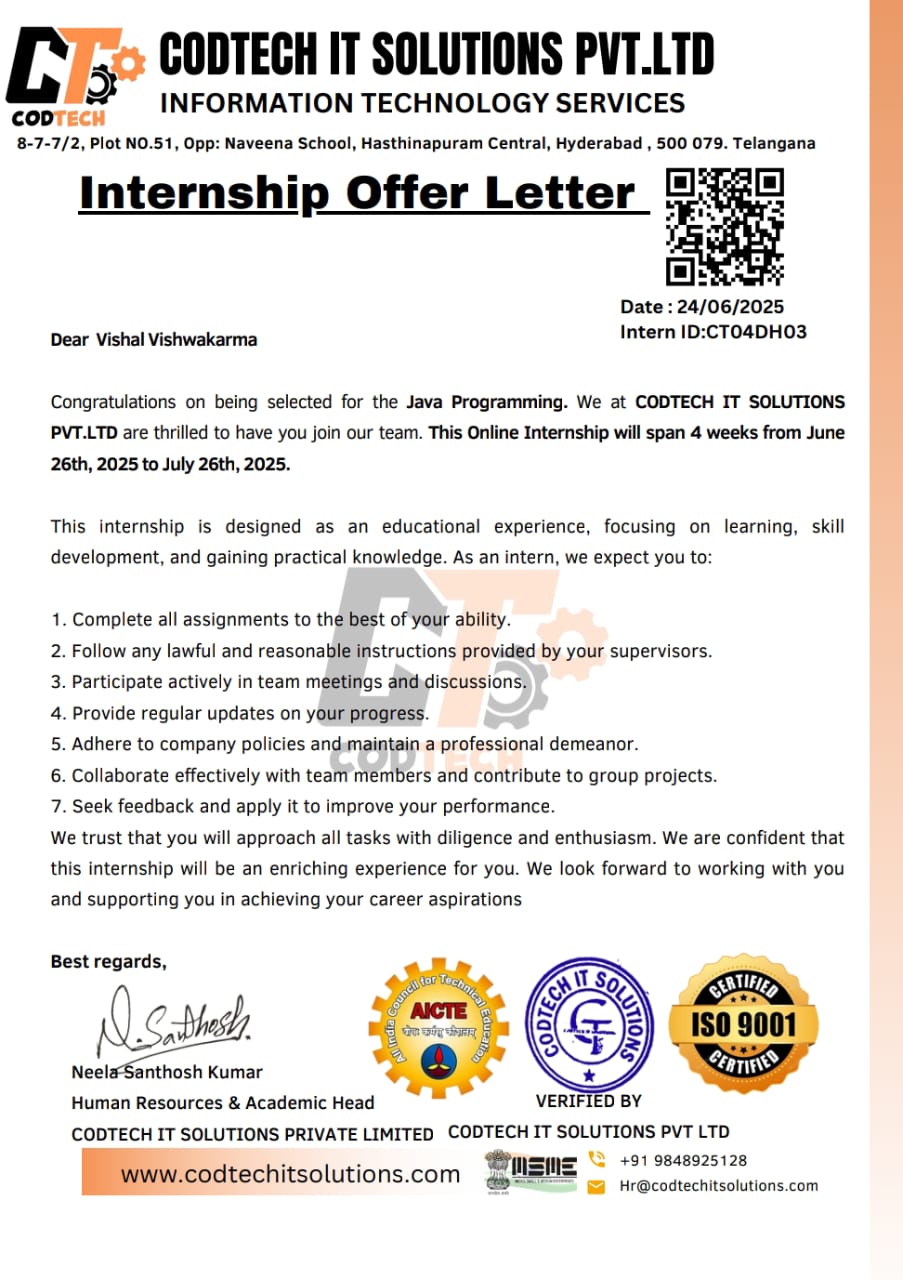 CT
CODTECH
CODTECH IT SOLUTIONS PVT.LTD
INFORMATION TECHNOLOGY SERVICES
8-7-7/2, Plot NO.51, Opp: Naveena School, Hasthinapuram Central, Hyderabad , 500 079. Telangana
Internship Offer Letter
Date : 24/06/2025
Intern ID:CT04DH03
Dear Vishal Vishwakarma
Congratulations on being selected for the Java Programming. We at CODTECH IT SOLUTIONS
PVT.LTD are thrilled to have you join our team. This Online Internship will span 4 weeks from June
26th, 2025 to July 26th, 2025.
This internship is designed as an educational experience, focusing on learning, skill
development, and gaining practical knowledge. As an intern, we expect you to:
1. Complete all assignments to the best of your ability.
2. Follow any lawful and reasonable instructions provided by your supervisors.
3. Participate actively in team meetings and discussions.
4. Provide regular updates on your progress.
5. Adhere to company policies and maintain a professional demeanor.
6. Collaborate effectively with team members and contribute to group projects.
7. Seek feedback and apply it to improve your performance.
CT
CODTECH
We trust that you will approach all tasks with diligence and enthusiasm. We are confident that
this internship will be an enriching experience for you. We look forward to working with you
and supporting you in achieving your career aspirations
Best regards,
N.Santhosh.
Neela Santhosh Kumar
Human Resources & Academic Head
CODTECH IT SOLUTIONS PRIVATE LIMITED
All India Council for Technical Education
AICTE
योगः कर्मसु कौशलम्
CODTECH IT SOLUTIONS
VERIFIED BY
CODTECH IT SOLUTIONS PVT LTD
CERTIFIED
ISO 9001
CERTIFIED
www.codtechitsolutions.com
MSME
+91 9848925128
Hr@codtechitsolutions.com